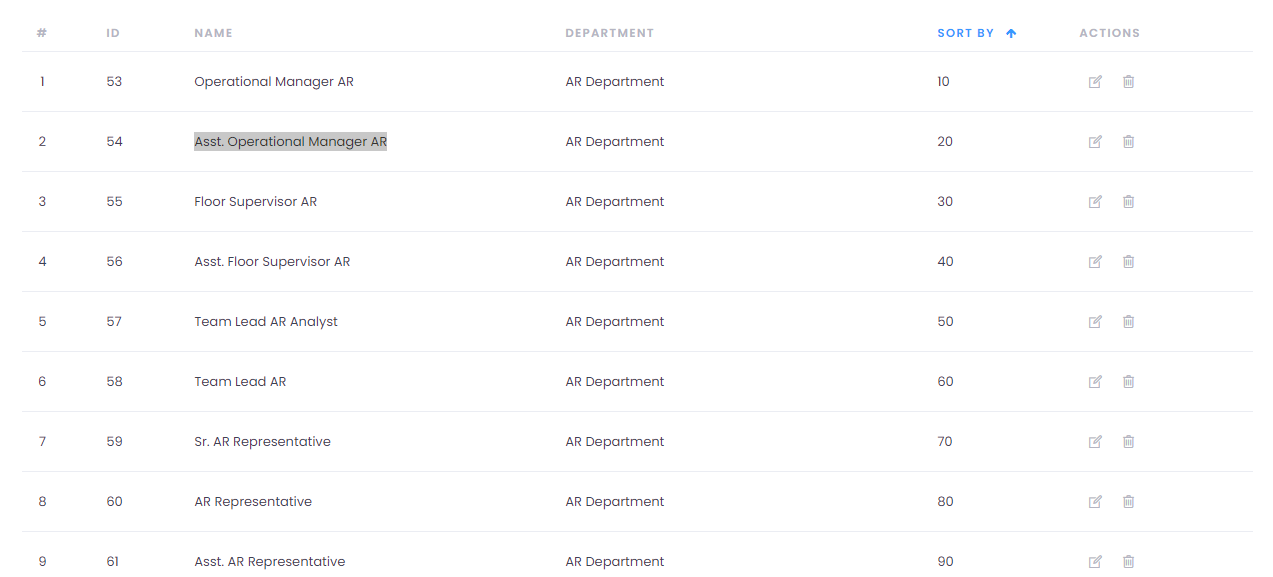 # ID NAME DEPARTMENT SORT BY ACTIONS
1 53 Operational Manager AR AR Department 10
2 54 Asst. Operational Manager AR AR Department 20
3 55 Floor Supervisor AR AR Department 30
4 56 Asst. Floor Supervisor AR AR Department 40
5 57 Team Lead AR Analyst AR Department 50
6 58 Team Lead AR AR Department 60
7 59 Sr. AR Representative AR Department 70
8 60 AR Representative AR Department 80
9 61 Asst. AR Representative AR Department 90